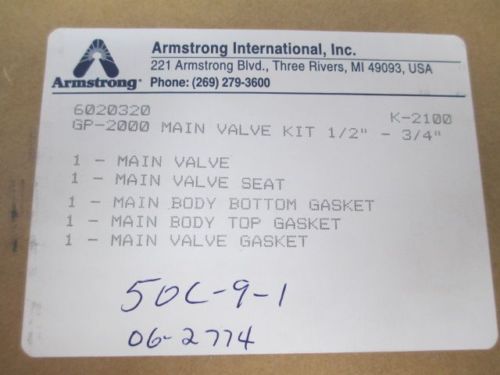 Armstrong International, Inc.
221 Armstrong Blvd., Three Rivers, MI 49093, USA
Armstrong® Phone: (269) 279-3600
6020320 K-2100
GP-2000 MAIN VALVE KIT 1/2" - 3/4"
1 - MAIN VALVE
1 - MAIN VALVE SEAT
1 - MAIN BODY BOTTOM GASKET
1 - MAIN BODY TOP GASKET
1 - MAIN VALVE GASKET
50C-9-1
06-2774